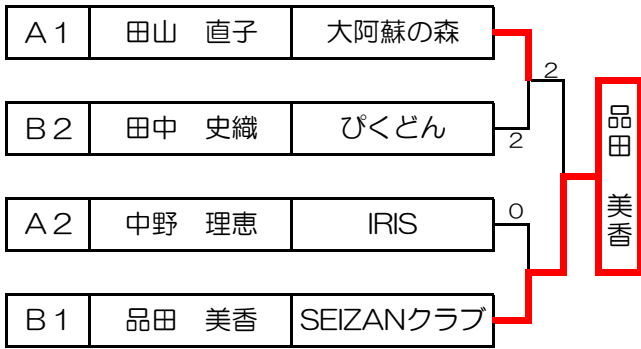 A1 田山 直子 大阿蘇の森
2
B2 田中 史織 ぴくどん
2
品田 美香
A2 中野 理恵 IRIS
0
B1 品田 美香 SEIZANクラブ